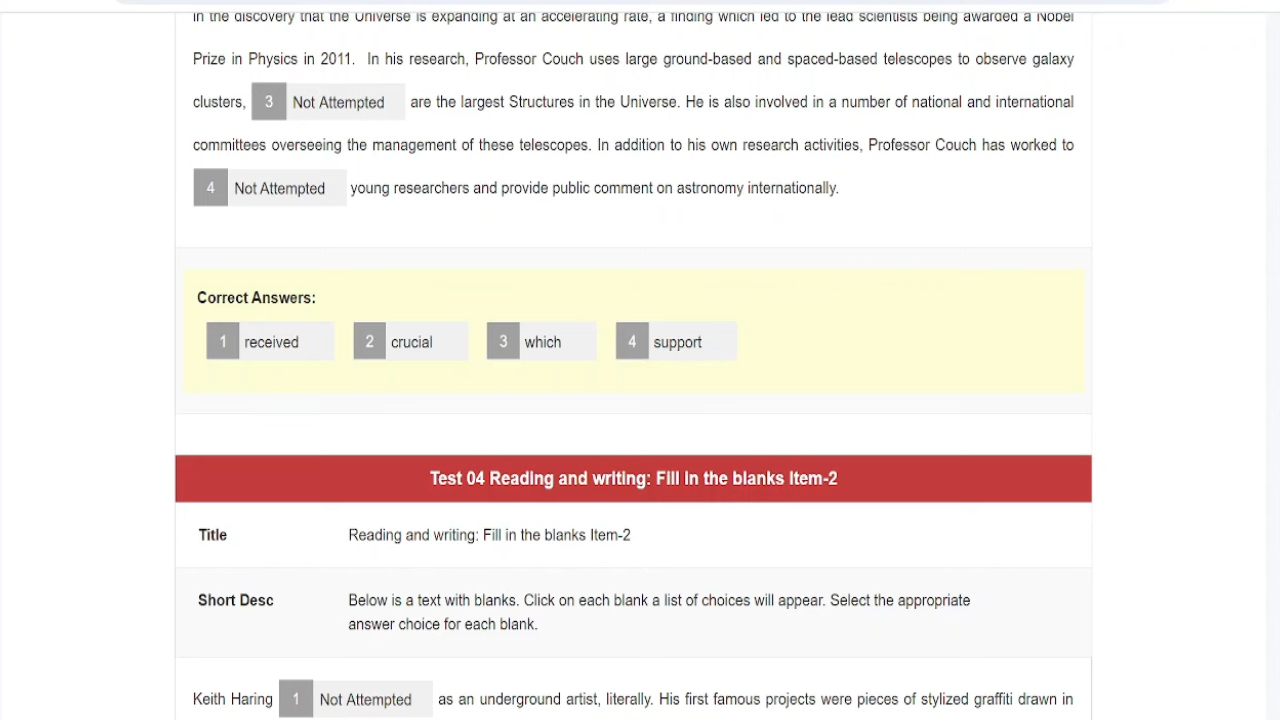 in the discovery that the Universe is expanding at an accelerating rate, a finding which led to the lead scientists being awarded a Nobel
Prize in Physics in 2011. In his research, Professor Couch uses large ground-based and spaced-based telescopes to observe galaxy
clusters, 3 Not Attempted are the largest Structures in the Universe. He is also involved in a number of national and international
committees overseeing the management of these telescopes. In addition to his own research activities, Professor Couch has worked to
4 Not Attempted young researchers and provide public comment on astronomy internationally.
Correct Answers:
1 received 2 crucial 3 which 4 support
Test 04 Reading and writing: Fill in the blanks Item-2
Title Reading and writing: Fill in the blanks Item-2
Short Desc Below is a text with blanks. Click on each blank a list of choices will appear. Select the appropriate
answer choice for each blank.
Keith Haring 1 Not Attempted as an underground artist, literally. His first famous projects were pieces of stylized graffiti drawn in